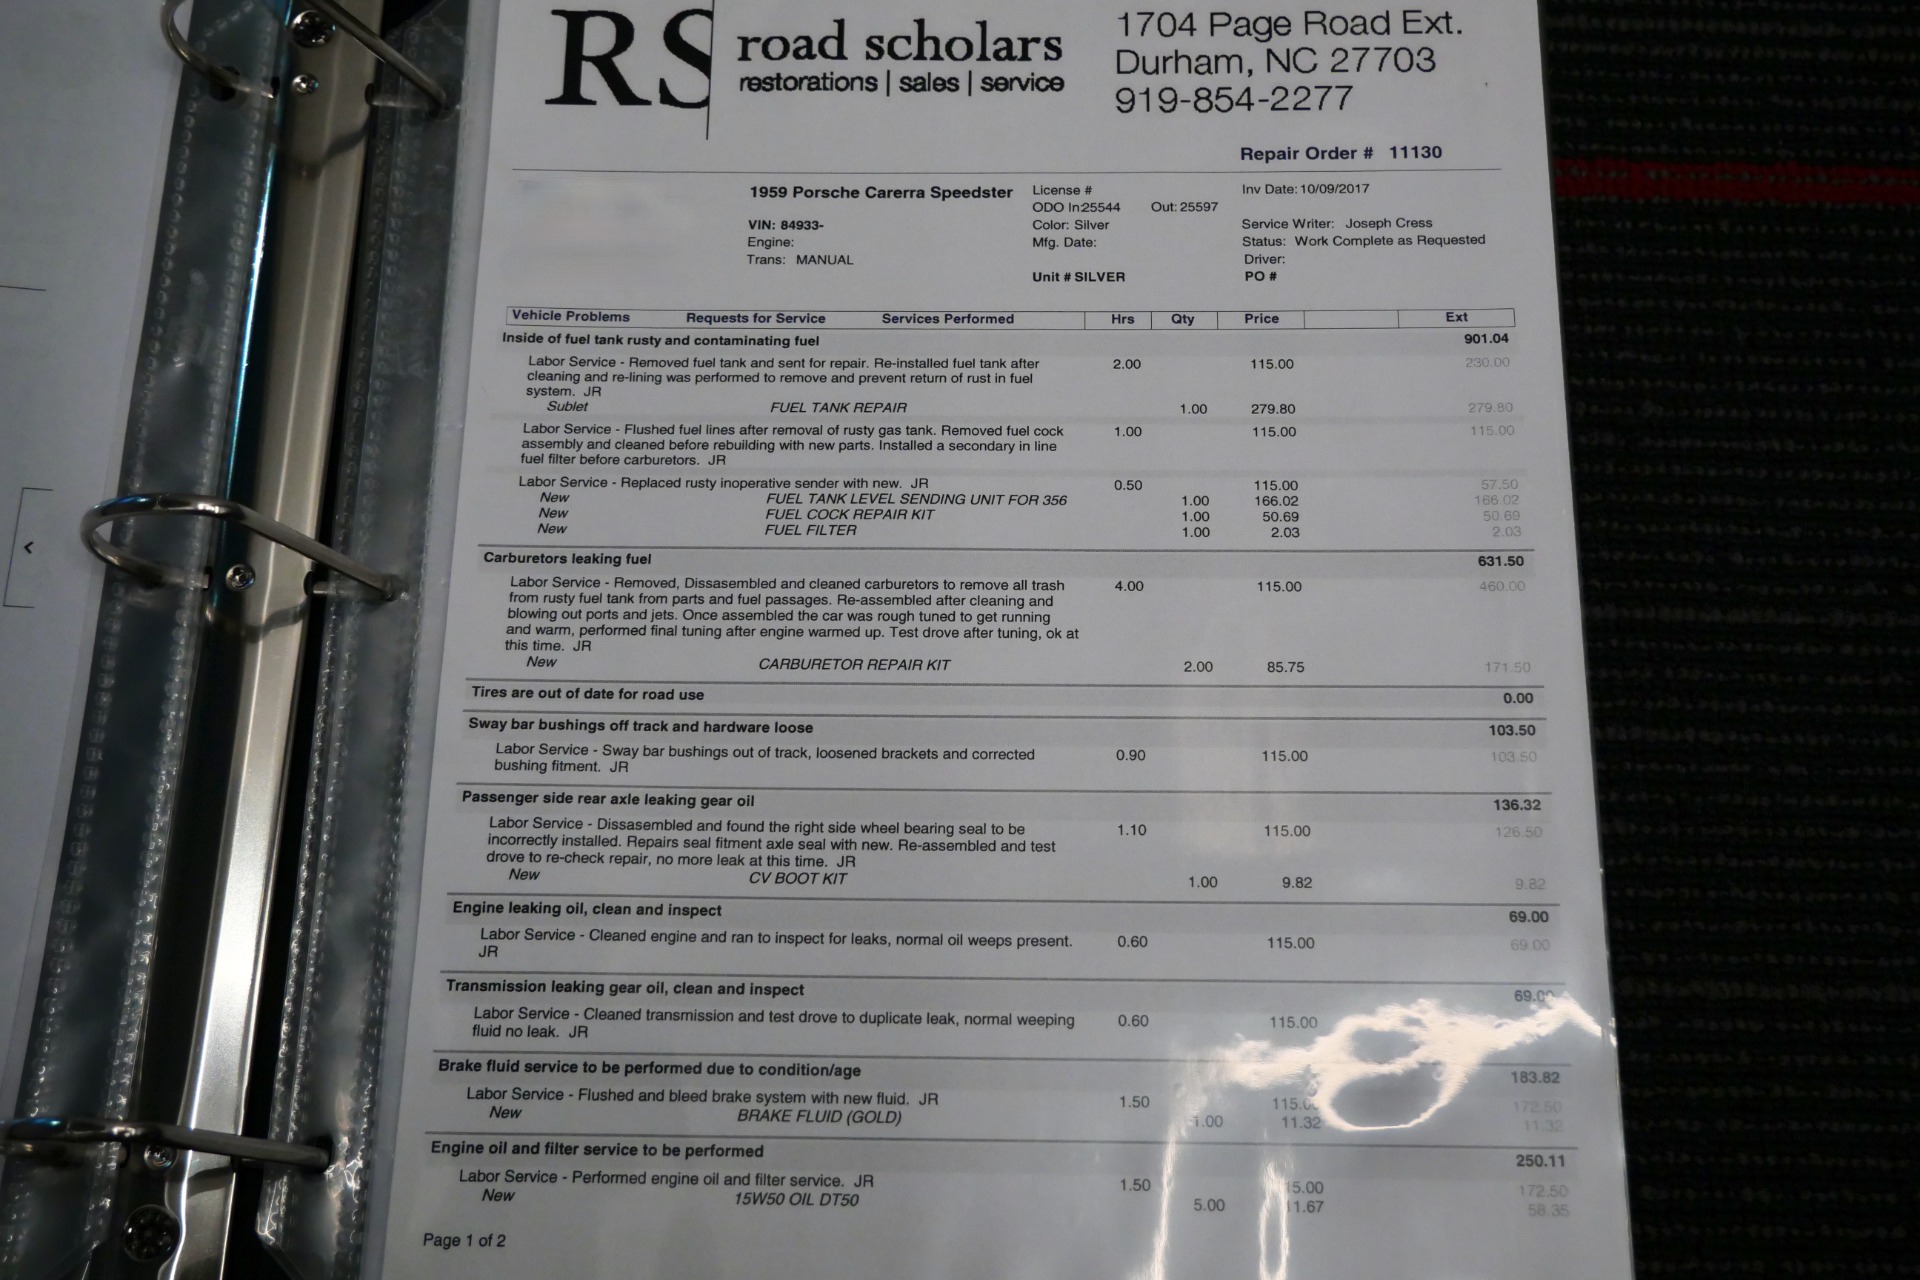 RS road scholars
restorations | sales | service
1704 Page Road Ext.
Durham, NC 27703
919-854-2277
Repair Order # 11130
1959 Porsche Carerra Speedster
VIN: 84933-
Engine:
Trans: MANUAL
License #
ODO In:25544 Out: 25597
Color: Silver
Mfg. Date:
Unit # SILVER
Inv Date: 10/09/2017
Service Writer: Joseph Cress
Status: Work Complete as Requested
Driver:
PO #
Vehicle Problems Requests for Service Services Performed Hrs Qty Price Ext
Inside of fuel tank rusty and contaminating fuel 901.04
Labor Service - Removed fuel tank and sent for repair. Re-installed fuel tank after 2.00 115.00 230.00
cleaning and re-lining was performed to remove and prevent return of rust in fuel
system. JR
Sublet FUEL TANK REPAIR 1.00 279.80 279.80
Labor Service - Flushed fuel lines after removal of rusty gas tank. Removed fuel cock 1.00 115.00 115.00
assembly and cleaned before rebuilding with new parts. Installed a secondary in line
fuel filter before carburetors. JR
Labor Service - Replaced rusty inoperative sender with new. JR 0.50 115.00 57.50
New FUEL TANK LEVEL SENDING UNIT FOR 356 1.00 166.02 166.02
New FUEL COCK REPAIR KIT 1.00 50.69 50.69
New FUEL FILTER 1.00 2.03 2.03
Carburetors leaking fuel 631.50
Labor Service - Removed, Dissasembled and cleaned carburetors to remove all trash 4.00 115.00 460.00
from rusty fuel tank from parts and fuel passages. Re-assembled after cleaning and
blowing out ports and jets. Once assembled the car was rough tuned to get running
and warm, performed final tuning after engine warmed up. Test drove after tuning, ok at
this time. JR
New CARBURETOR REPAIR KIT 2.00 85.75 171.50
Tires are out of date for road use 0.00
Sway bar bushings off track and hardware loose 103.50
Labor Service - Sway bar bushings out of track, loosened brackets and corrected 0.90 115.00 103.50
bushing fitment. JR
Passenger side rear axle leaking gear oil 136.32
Labor Service - Dissasembled and found the right side wheel bearing seal to be 1.10 115.00 126.50
incorrectly installed. Repairs seal fitment axle seal with new. Re-assembled and test
drove to re-check repair, no more leak at this time. JR
New CV BOOT KIT 1.00 9.82 9.82
Engine leaking oil, clean and inspect 69.00
Labor Service - Cleaned engine and ran to inspect for leaks, normal oil weeps present. 0.60 115.00 69.00
JR
Transmission leaking gear oil, clean and inspect 69.00
Labor Service - Cleaned transmission and test drove to duplicate leak, normal weeping 0.60 115.00
fluid no leak. JR
Brake fluid service to be performed due to condition/age 183.82
Labor Service - Flushed and bleed brake system with new fluid. JR 1.50 115.00 172.50
New BRAKE FLUID (GOLD) 1.00 11.32 11.32
Engine oil and filter service to be performed 250.11
Labor Service - Performed engine oil and filter service. JR 1.50 15.00 172.50
New 15W50 OIL DT50 5.00 11.67 58.35
Page 1 of 2